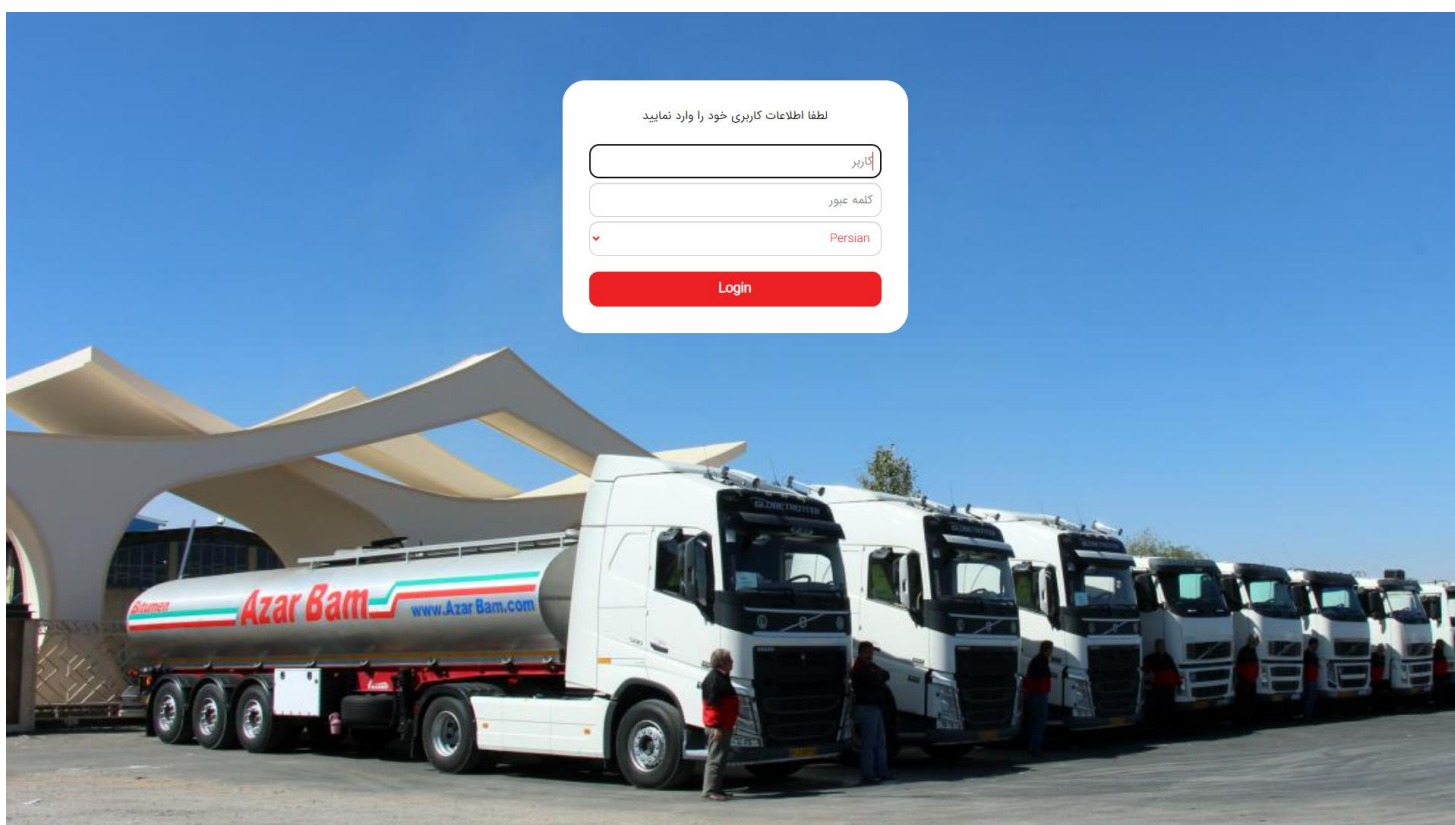 لطفا اطلاعات کاربری خود را وارد نمایید
کاربر
کلمه عبور
Persian
Login
GLOBETROTTER
Bitumen
Azar Bam
www.Azar Bam.com